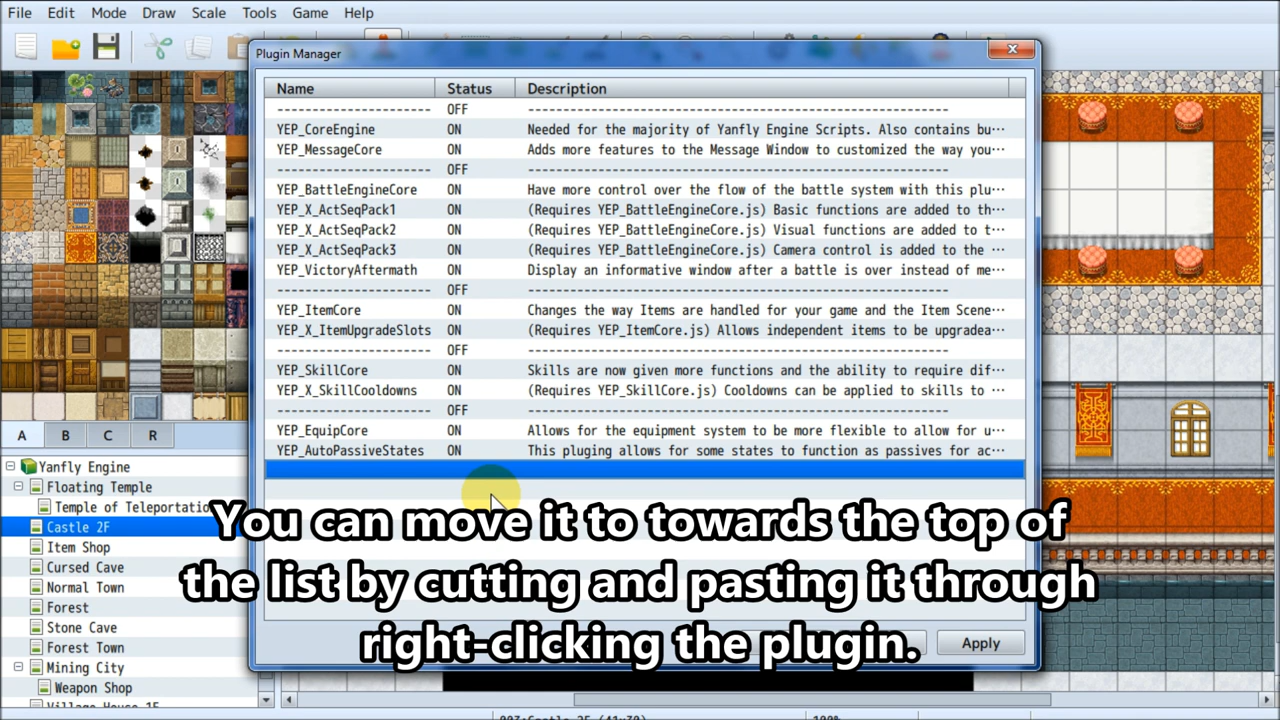 File Edit Mode Draw Scale Tools Game Help
Plugin Manager
Name Status Description
---------------------- OFF ------------------------------------------------------------
YEP_CoreEngine ON Needed for the majority of Yanfly Engine Scripts. Also contains bu···
YEP_MessageCore ON Adds more features to the Message Window to customized the way you···
---------------------- OFF ------------------------------------------------------------
YEP_BattleEngineCore ON Have more control over the flow of the battle system with this plu···
YEP_X_ActSeqPack1 ON (Requires YEP_BattleEngineCore.js) Basic functions are added to th···
YEP_X_ActSeqPack2 ON (Requires YEP_BattleEngineCore.js) Visual functions are added to t···
YEP_X_ActSeqPack3 ON (Requires YEP_BattleEngineCore.js) Camera control is added to the ···
YEP_VictoryAftermath ON Display an informative window after a battle is over instead of me···
---------------------- OFF ------------------------------------------------------------
YEP_ItemCore ON Changes the way Items are handled for your game and the Item Scene···
YEP_X_ItemUpgradeSlots ON (Requires YEP_ItemCore.js) Allows independent items to be upgradea···
---------------------- OFF ------------------------------------------------------------
YEP_SkillCore ON Skills are now given more functions and the ability to require dif···
YEP_X_SkillCooldowns ON (Requires YEP_SkillCore.js) Cooldowns can be applied to skills to ···
---------------------- OFF ------------------------------------------------------------
YEP_EquipCore ON Allows for the equipment system to be more flexible to allow for u···
YEP_AutoPassiveStates ON This pluging allows for some states to function as passives for ac···
A B C R
Yanfly Engine
Floating Temple
Temple of Teleportatio
Castle 2F
Item Shop
Cursed Cave
Normal Town
Forest
Stone Cave
Forest Town
Mining City
Weapon Shop
Village House 1F
You can move it to towards the top of
the list by cutting and pasting it through
right-clicking the plugin.
Apply
003:Castle 2F (41x30) 100%